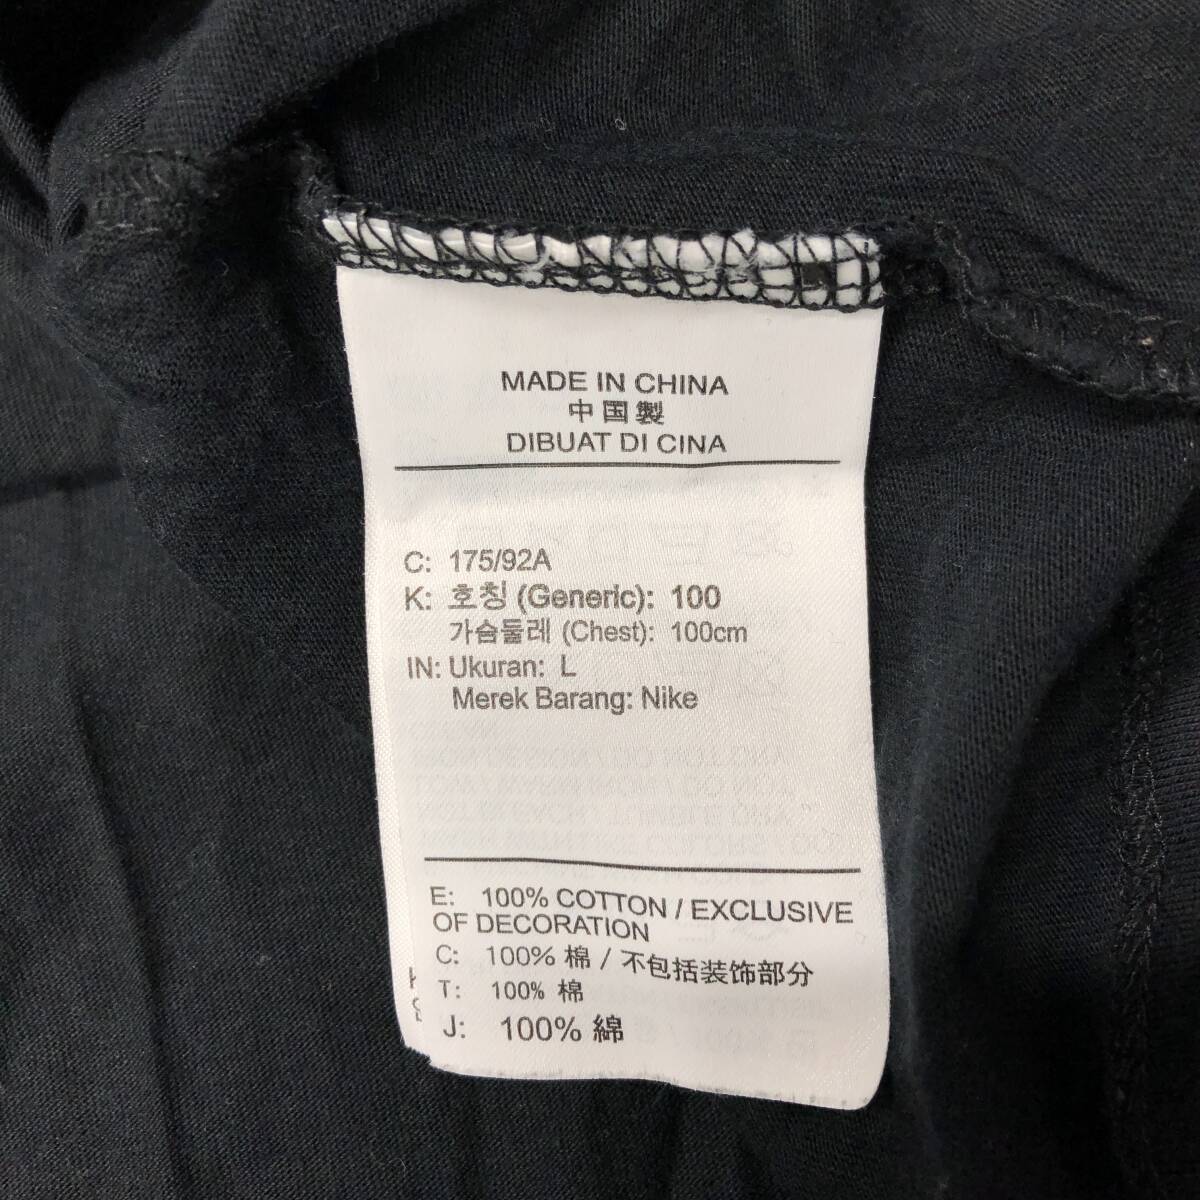 MADE IN CHINA
中国製
DIBUAT DI CINA
C: 175/92A
K: 호칭 (Generic): 100
가슴둘레 (Chest): 100cm
IN: Ukuran: L
Merek Barang: Nike
E: 100% COTTON / EXCLUSIVE
OF DECORATION
C: 100% 棉 / 不包括装饰部分
T: 100% 棉
J: 100% 綿